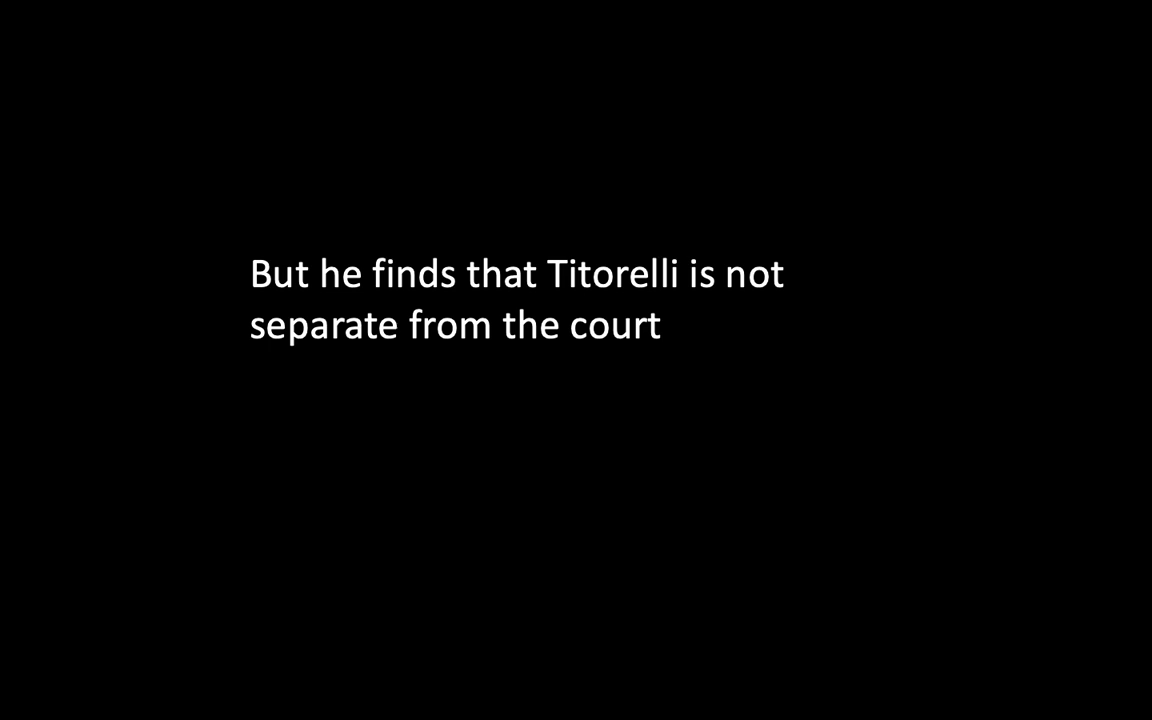 But he finds that Titorelli is not
separate from the court